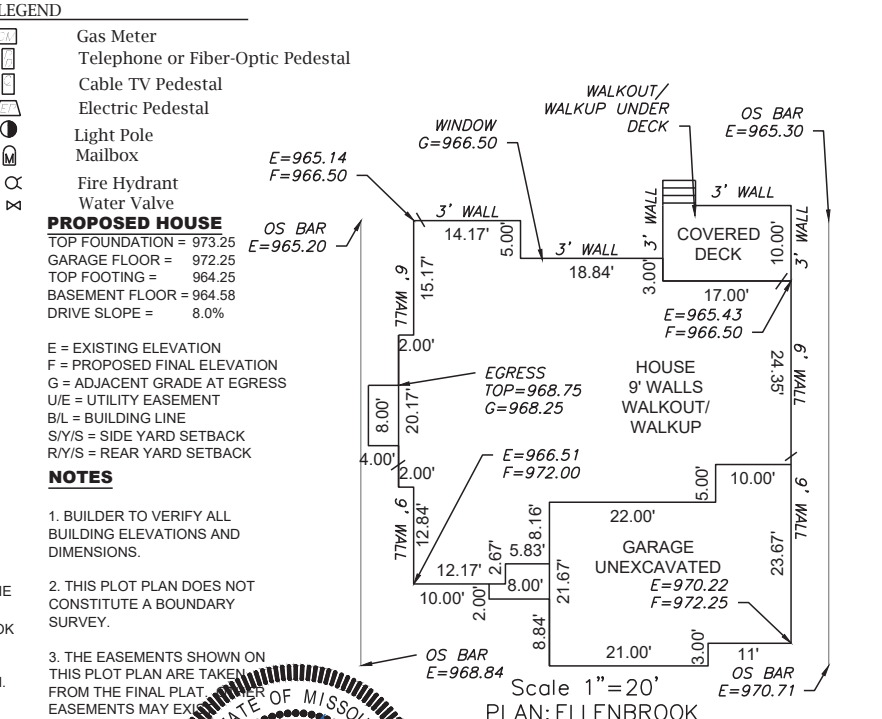 LEGEND
Gas Meter
Telephone or Fiber-Optic Pedestal
Cable TV Pedestal
Electric Pedestal
Light Pole
M
Mailbox
Fire Hydrant
Water Valve
PROPOSED HOUSE
TOP FOUNDATION = 973.25
GARAGE FLOOR = 972.25
TOP FOOTING = 964.25
BASEMENT FLOOR = 964.58
DRIVE SLOPE = 8.0%
E = EXISTING ELEVATION
F = PROPOSED FINAL ELEVATION
G = ADJACENT GRADE AT EGRESS
U/E = UTILITY EASEMENT
B/L = BUILDING LINE
S/Y/S = SIDE YARD SETBACK
R/Y/S = REAR YARD SETBACK
NOTES
1. BUILDER TO VERIFY ALL
BUILDING ELEVATIONS AND
DIMENSIONS.
2. THIS PLOT PLAN DOES NOT
CONSTITUTE A BOUNDARY
SURVEY.
3. THE EASEMENTS SHOWN ON
THIS PLOT PLAN ARE TAKEN
FROM THE FINAL PLAT.
EASEMENTS MAY
OF MISSOU
OS BAR
E=965.20
E=965.14
F=966.50
WINDOW
G=966.50
WALKOUT/
WALKUP UNDER
DECK
OS BAR
E=965.30
3' WALL
14.17'
5.00'
3' WALL
18.84'
3' WALL
3.00'
3' WALL
COVERED
DECK
10.00'
3' WALL
17.00'
E=965.43
F=966.50
9' WALL
15.17'
2.00'
EGRESS
TOP=968.75
G=968.25
8.00'
20.17'
4.00'
2.00'
HOUSE
9' WALLS
WALKOUT/
WALKUP
24.35'
6' WALL
E=966.51
F=972.00
9' WALL
12.84'
12.17'
10.00'
2.00'
2.67'
5.83'
8.00'
8.16'
21.67'
8.84'
22.00'
5.00'
10.00'
GARAGE
UNEXCAVATED
E=970.22
F=972.25
9' WALL
23.67'
21.00'
3.00'
11'
OS BAR
E=968.84
OS BAR
E=970.71
Scale 1"=20'
PLAN: ELLENBROOK